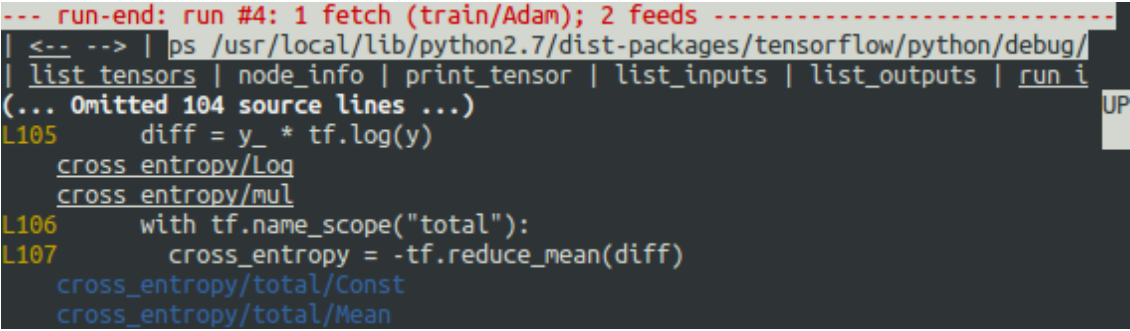 --- run-end: run #4: 1 fetch (train/Adam); 2 feeds -----------------------------
| <-- --> | ps /usr/local/lib/python2.7/dist-packages/tensorflow/python/debug/
| list_tensors | node_info | print_tensor | list_inputs | list_outputs | run_i
(... Omitted 104 source lines ...) UP
L105      diff = y_ * tf.log(y)
    cross_entropy/Log
    cross_entropy/mul
L106      with tf.name_scope("total"):
L107        cross_entropy = -tf.reduce_mean(diff)
    cross_entropy/total/Const
    cross_entropy/total/Mean